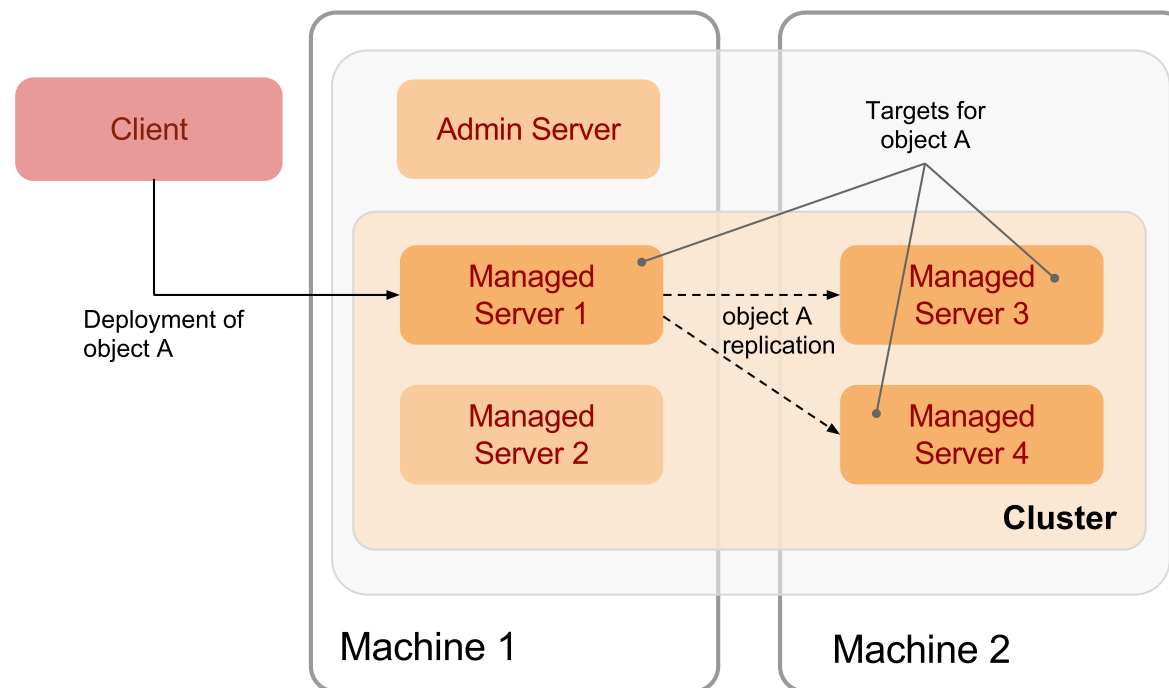 Client
Admin Server
Targets for
object A
Managed
Server 1
Managed
Server 3
Deployment of
object A
object A
replication
Managed
Server 2
Managed
Server 4
Cluster
Machine 1
Machine 2